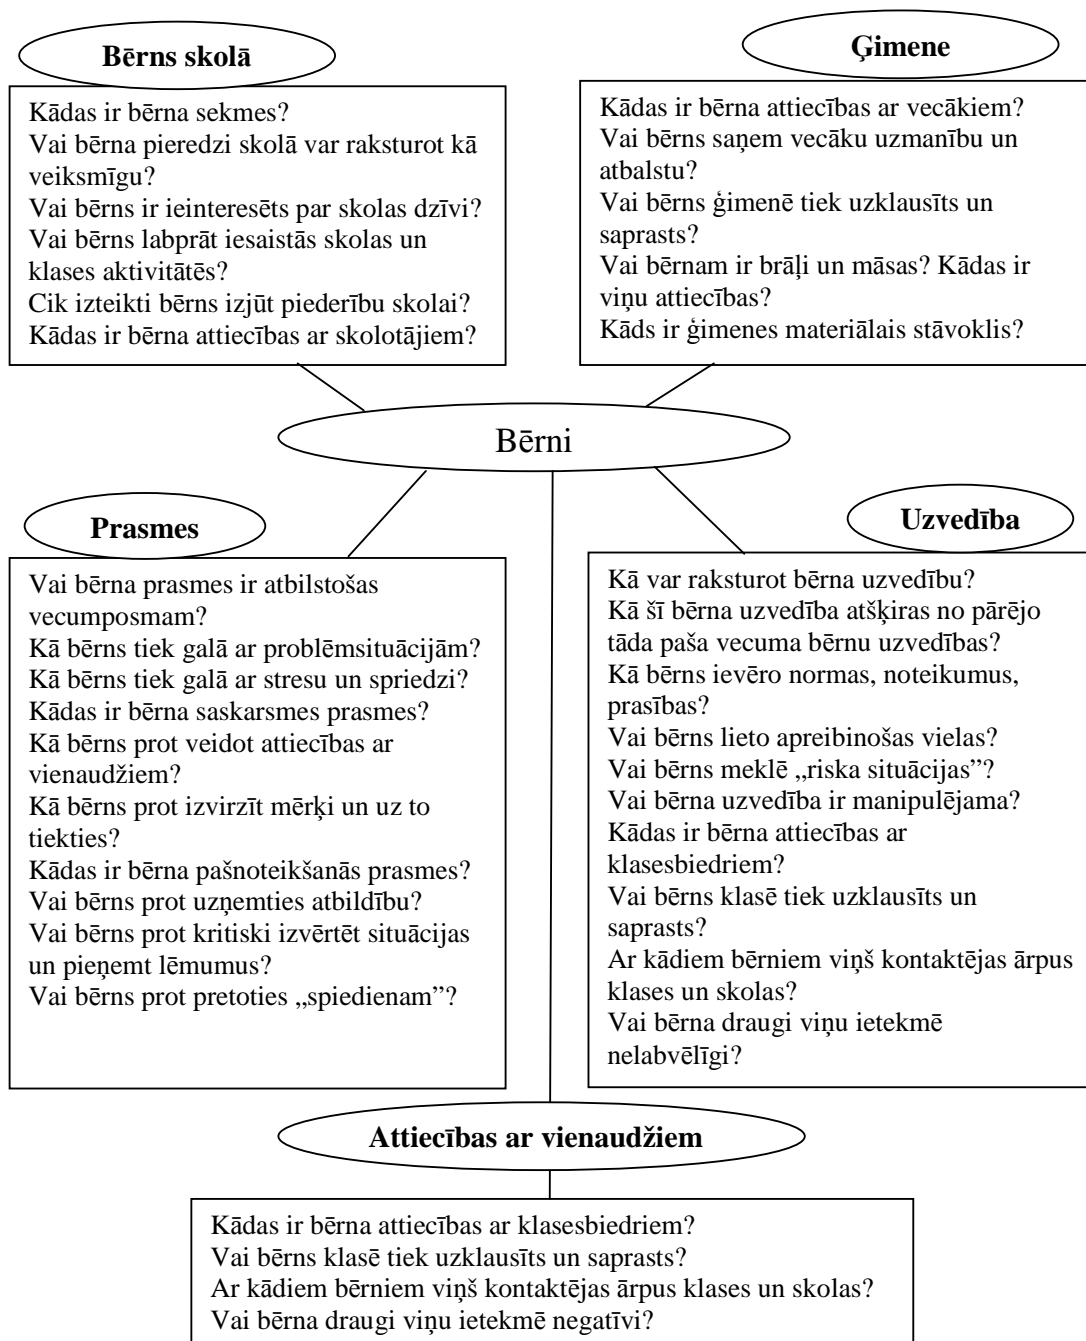 Bērns skolā
Kādas ir bērna sekmes?
Vai bērna pieredzi skolā var raksturot kā
veiksmīgu?
Vai bērns ir ieinteresēts par skolas dzīvi?
Vai bērns labprāt iesaistās skolas un
klases aktivitātēs?
Cik izteikti bērns izjūt piederību skolai?
Kādas ir bērna attiecības ar skolotājiem?
Ģimene
Kādas ir bērna attiecības ar vecākiem?
Vai bērns saņem vecāku uzmanību un
atbalstu?
Vai bērns ģimenē tiek uzklausīts un
saprasts?
Vai bērnam ir brāļi un māsas? Kādas ir
viņu attiecības?
Kāds ir ģimenes materiālais stāvoklis?
Bērni
Prasmes
Vai bērna prasmes ir atbilstošas
vecumposmam?
Kā bērns tiek galā ar problēmsituācijām?
Kā bērns tiek galā ar stresu un spriedzi?
Kādas ir bērna saskarsmes prasmes?
Kā bērns prot veidot attiecības ar
vienaudžiem?
Kā bērns prot izvirzīt mērķi un uz to
tiekties?
Kādas ir bērna pašnoteikšanās prasmes?
Vai bērns prot uzņemties atbildību?
Vai bērns prot kritiski izvērtēt situācijas
un pieņemt lēmumus?
Vai bērns prot pretoties „spiedienam”?
Uzvedība
Kā var raksturot bērna uzvedību?
Kā šī bērna uzvedība atšķiras no pārējo
tāda paša vecuma bērnu uzvedības?
Kā bērns ievēro normas, noteikumus,
prasības?
Vai bērns lieto apreibinošas vielas?
Vai bērns meklē „riska situācijas”?
Vai bērna uzvedība ir manipulējama?
Kādas ir bērna attiecības ar
klasesbiedriem?
Vai bērns klasē tiek uzklausīts un
saprasts?
Ar kādiem bērniem viņš kontaktējas ārpus
klases un skolas?
Vai bērna draugi viņu ietekmē
nelabvēlīgi?
Attiecības ar vienaudžiem
Kādas ir bērna attiecības ar klasesbiedriem?
Vai bērns klasē tiek uzklausīts un saprasts?
Ar kādiem bērniem viņš kontaktējas ārpus klases un skolas?
Vai bērna draugi viņu ietekmē negatīvi?